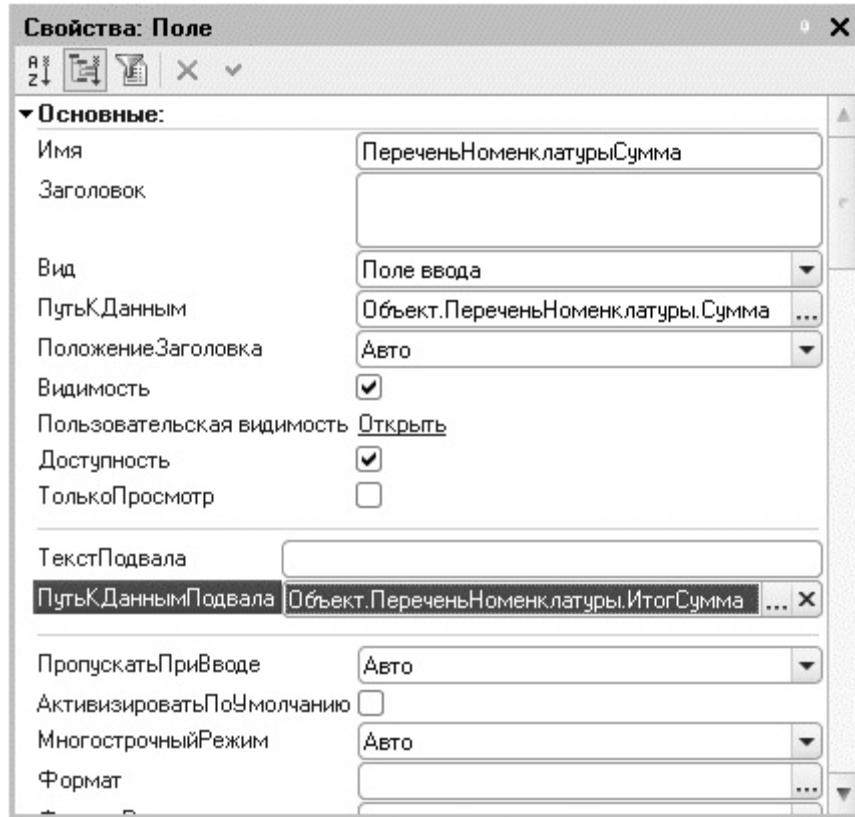 Свойства: Поле
Основные:
Имя ПереченьНоменклатурыСумма
Заголовок
Вид Поле ввода
ПутьКДанным Объект.ПереченьНоменклатуры.Сумма ...
ПоложениеЗаголовка Авто
Видимость
Пользовательская видимость Открыть
Доступность
ТолькоПросмотр
ТекстПодвала
ПутьКДаннымПодвала Объект.ПереченьНоменклатуры.ИтогСумма ...
ПропускатьПриВводе Авто
АктивизироватьПоУмолчанию
МногострочныйРежим Авто
Формат ...